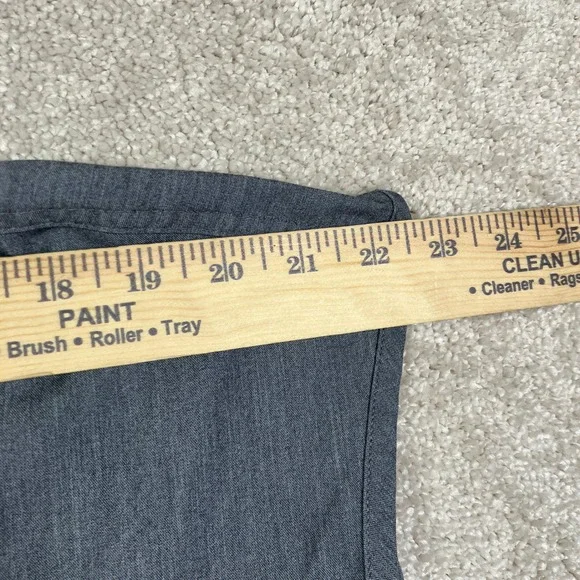 18 19 20 21 22 23 24 25
PAINT
Brush • Roller • Tray
CLEAN U
• Cleaner • Rags